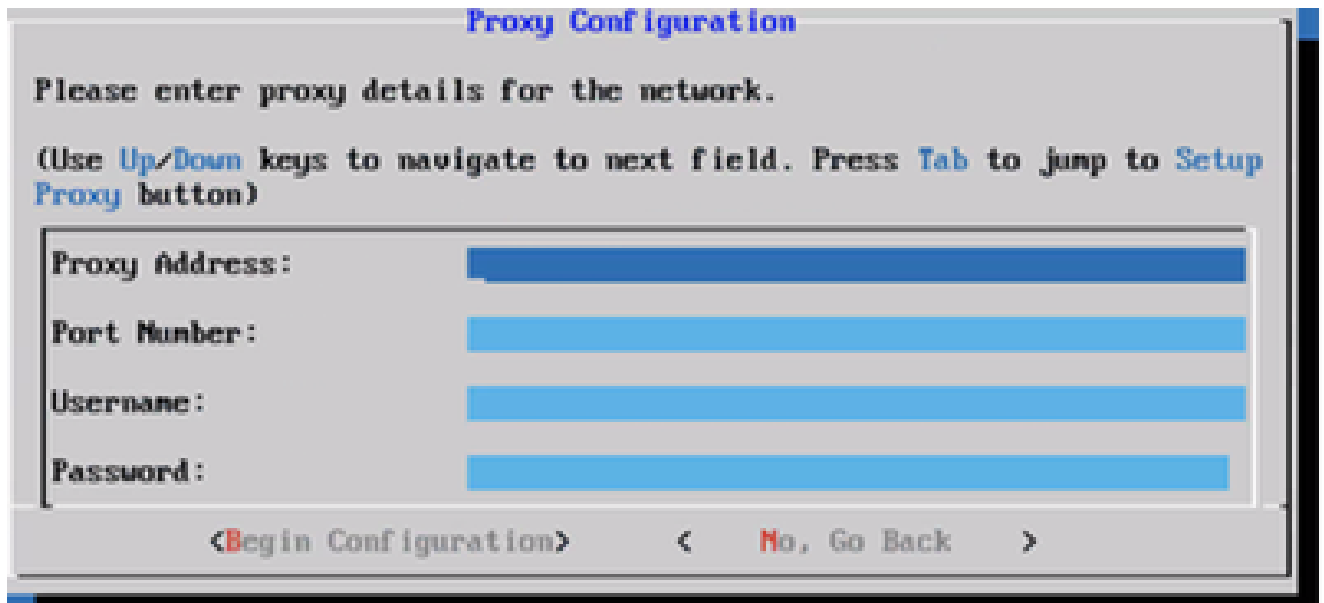 Proxy Configuration
Please enter proxy details for the network.
(Use Up/Down keys to navigate to next field. Press Tab to jump to Setup
Proxy button)
Proxy Address:
Port Number:
Username:
Password:
<Begin Configuration> < No, Go Back >